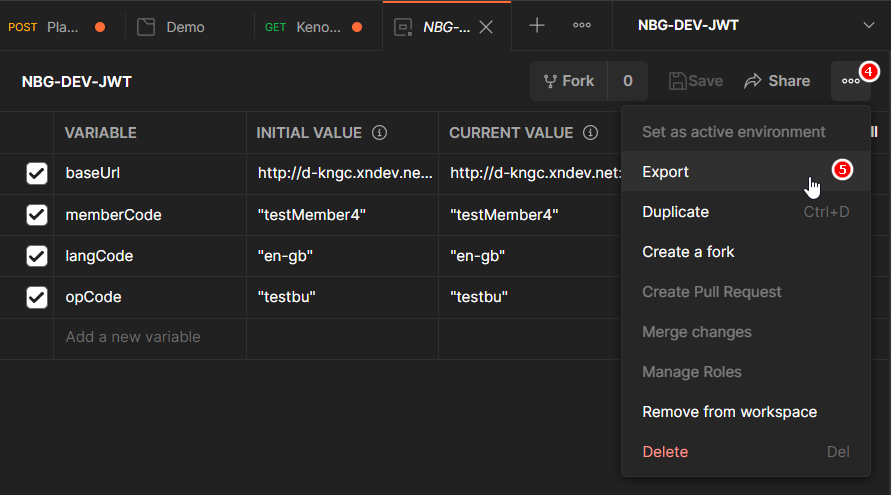 POST Pla... Demo GET Keno... NBG-... NBG-DEV-JWT
NBG-DEV-JWT Fork 0 Save Share 4
VARIABLE INITIAL VALUE CURRENT VALUE
baseUrl http://d-kngc.xndev.ne... http://d-kngc.xndev.net:
memberCode "testMember4" "testMember4"
langCode "en-gb" "en-gb"
opCode "testbu" "testbu"
Add a new variable
Set as active environment
Export 5
Duplicate Ctrl+D
Create a fork
Create Pull Request
Merge changes
Manage Roles
Remove from workspace
Delete Del